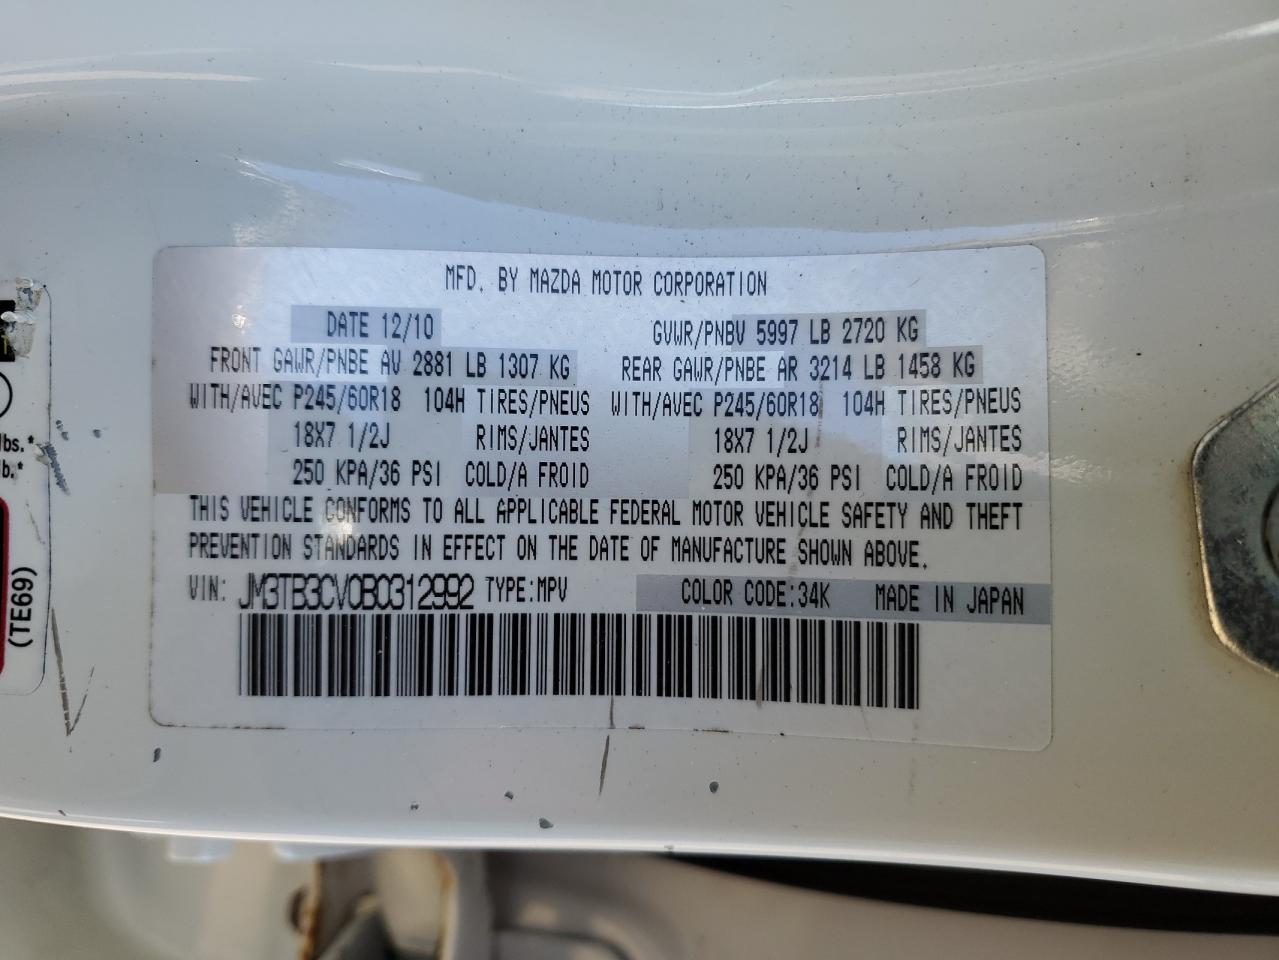 MFD. BY MAZDA MOTOR CORPORATION
DATE 12/10 GVWR/PNBV 5997 LB 2720 KG
FRONT GAWR/PNBE AV 2881 LB 1307 KG REAR GAWR/PNBE AR 3214 LB 1458 KG
WITH/AVEC P245/60R18 104H TIRES/PNEUS WITH/AVEC P245/60R18 104H TIRES/PNEUS
18X7 1/2J RIMS/JANTES 18X7 1/2J RIMS/JANTES
250 KPA/36 PSI COLD/A FROID 250 KPA/36 PSI COLD/A FROID
THIS VEHICLE CONFORMS TO ALL APPLICABLE FEDERAL MOTOR VEHICLE SAFETY AND THEFT
PREVENTION STANDARDS IN EFFECT ON THE DATE OF MANUFACTURE SHOWN ABOVE.
VIN: JM3TB3CV0BC312992 TYPE:MPV COLOR CODE:34K MADE IN JAPAN
lbs.*
lb.*
(TE69)